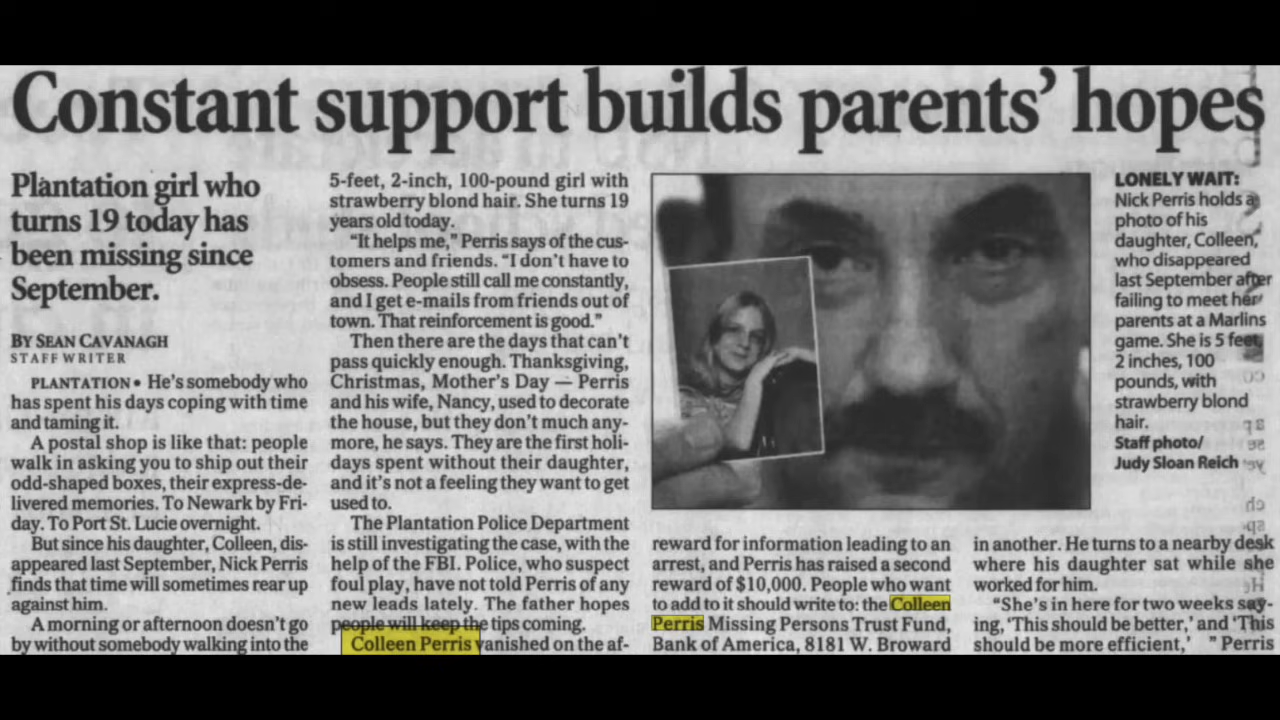 Constant support builds parents' hopes
Plantation girl who
turns 19 today has
been missing since
September.
BY SEAN CAVANAGH
STAFF WRITER
PLANTATION • He's somebody who
has spent his days coping with time
and taming it.
A postal shop is like that: people
walk in asking you to ship out their
odd-shaped boxes, their express-de-
livered memories. To Newark by Fri-
day. To Port St. Lucie overnight.
But since his daughter, Colleen, dis-
appeared last September, Nick Perris
finds that time will sometimes rear up
against him.
A morning or afternoon doesn't go
by without somebody walking into the
5-feet, 2-inch, 100-pound girl with
strawberry blond hair. She turns 19
years old today.
"It helps me," Perris says of the cus-
tomers and friends. "I don't have to
obsess. People still call me constantly,
and I get e-mails from friends out of
town. That reinforcement is good."
Then there are the days that can't
pass quickly enough. Thanksgiving,
Christmas, Mother's Day — Perris
and his wife, Nancy, used to decorate
the house, but they don't much any-
more, he says. They are the first holi-
days spent without their daughter,
and it's not a feeling they want to get
used to.
The Plantation Police Department
is still investigating the case, with the
help of the FBI. Police, who suspect
foul play, have not told Perris of any
new leads lately. The father hopes
people will keep the tips coming.
Colleen Perris vanished on the af-
LONELY WAIT:
Nick Perris holds a
photo of his
daughter, Colleen,
who disappeared
last September after
failing to meet her
parents at a Marlins
game. She is 5 feet,
2 inches, 100
pounds, with
strawberry blond
hair.
Staff photo/
Judy Sloan Reich
reward for information leading to an
arrest, and Perris has raised a second
reward of $10,000. People who want
to add to it should write to: the Colleen
Perris Missing Persons Trust Fund,
Bank of America, 8181 W. Broward
in another. He turns to a nearby desk
where his daughter sat while she
worked for him.
"She's in here for two weeks say-
ing, 'This should be better,' and 'This
should be more efficient,' " Perris